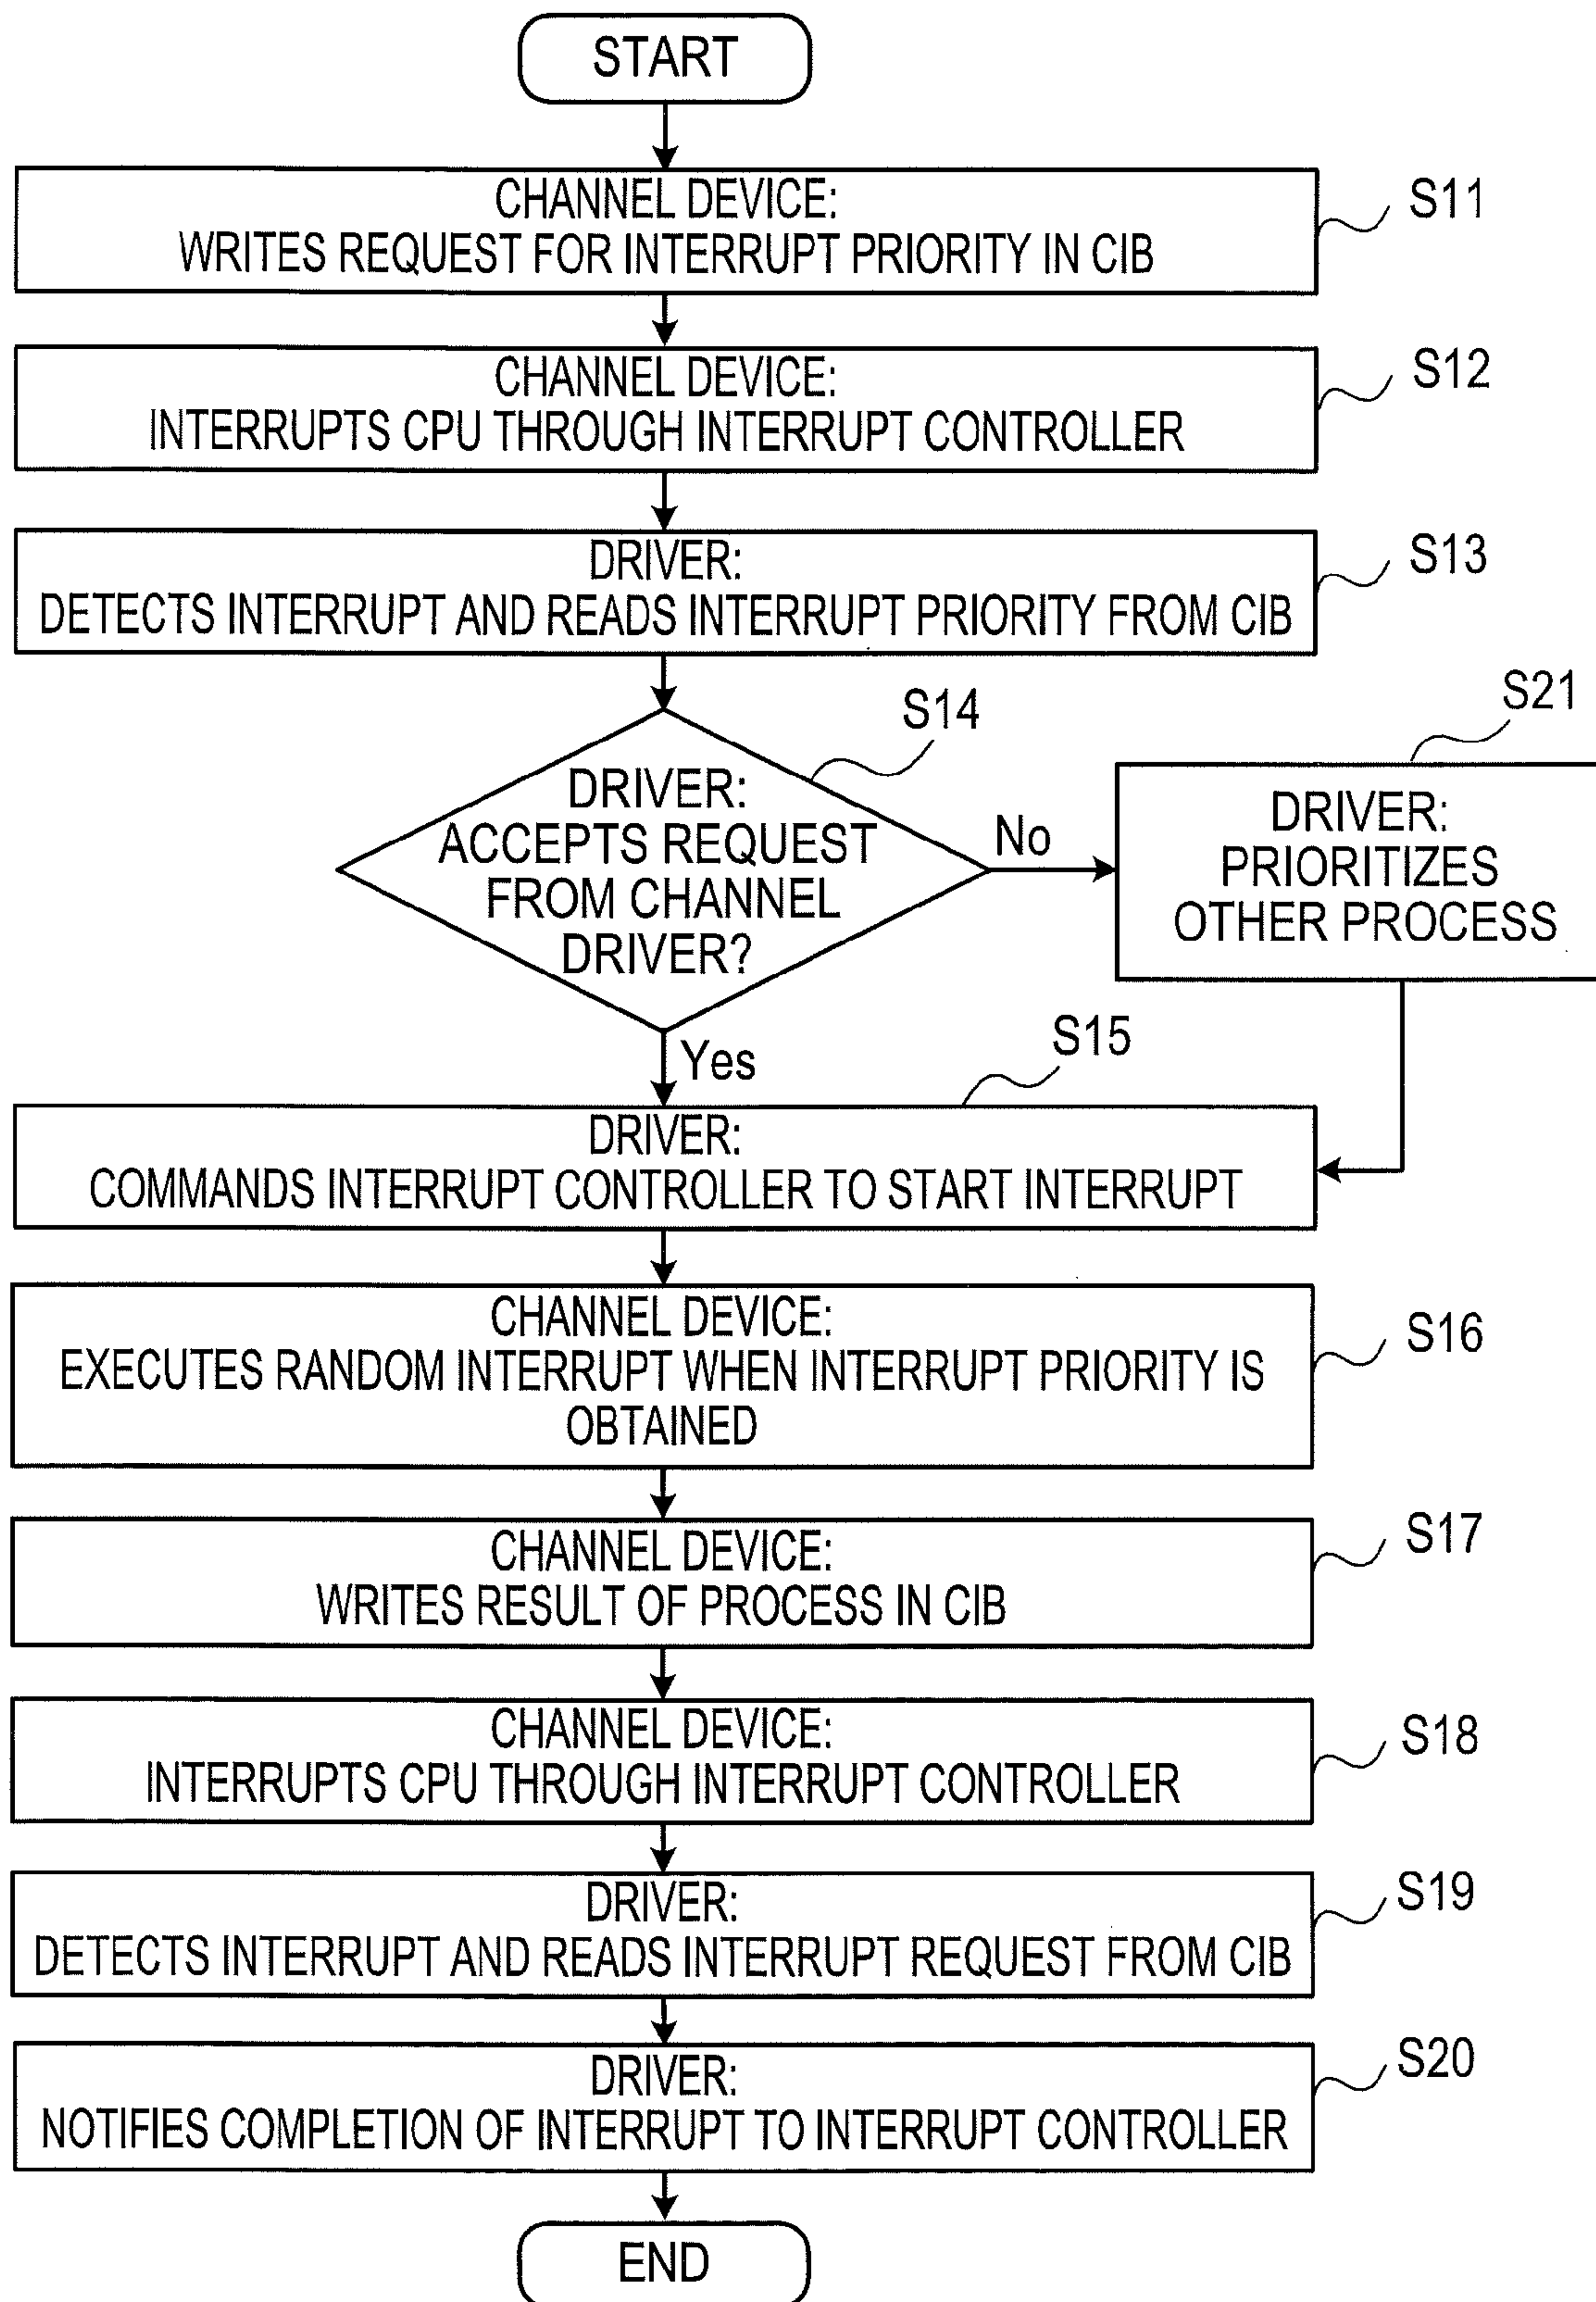 START
CHANNEL DEVICE:
WRITES REQUEST FOR INTERRUPT PRIORITY IN CIB
S11
CHANNEL DEVICE:
INTERRUPTS CPU THROUGH INTERRUPT CONTROLLER
S12
DRIVER:
DETECTS INTERRUPT AND READS INTERRUPT PRIORITY FROM CIB
S13
S14
DRIVER:
ACCEPTS REQUEST
FROM CHANNEL
DRIVER?
No
S21
DRIVER:
PRIORITIZES
OTHER PROCESS
Yes
S15
DRIVER:
COMMANDS INTERRUPT CONTROLLER TO START INTERRUPT
CHANNEL DEVICE:
EXECUTES RANDOM INTERRUPT WHEN INTERRUPT PRIORITY IS
OBTAINED
S16
CHANNEL DEVICE:
WRITES RESULT OF PROCESS IN CIB
S17
CHANNEL DEVICE:
INTERRUPTS CPU THROUGH INTERRUPT CONTROLLER
S18
DRIVER:
DETECTS INTERRUPT AND READS INTERRUPT REQUEST FROM CIB
S19
DRIVER:
NOTIFIES COMPLETION OF INTERRUPT TO INTERRUPT CONTROLLER
S20
END